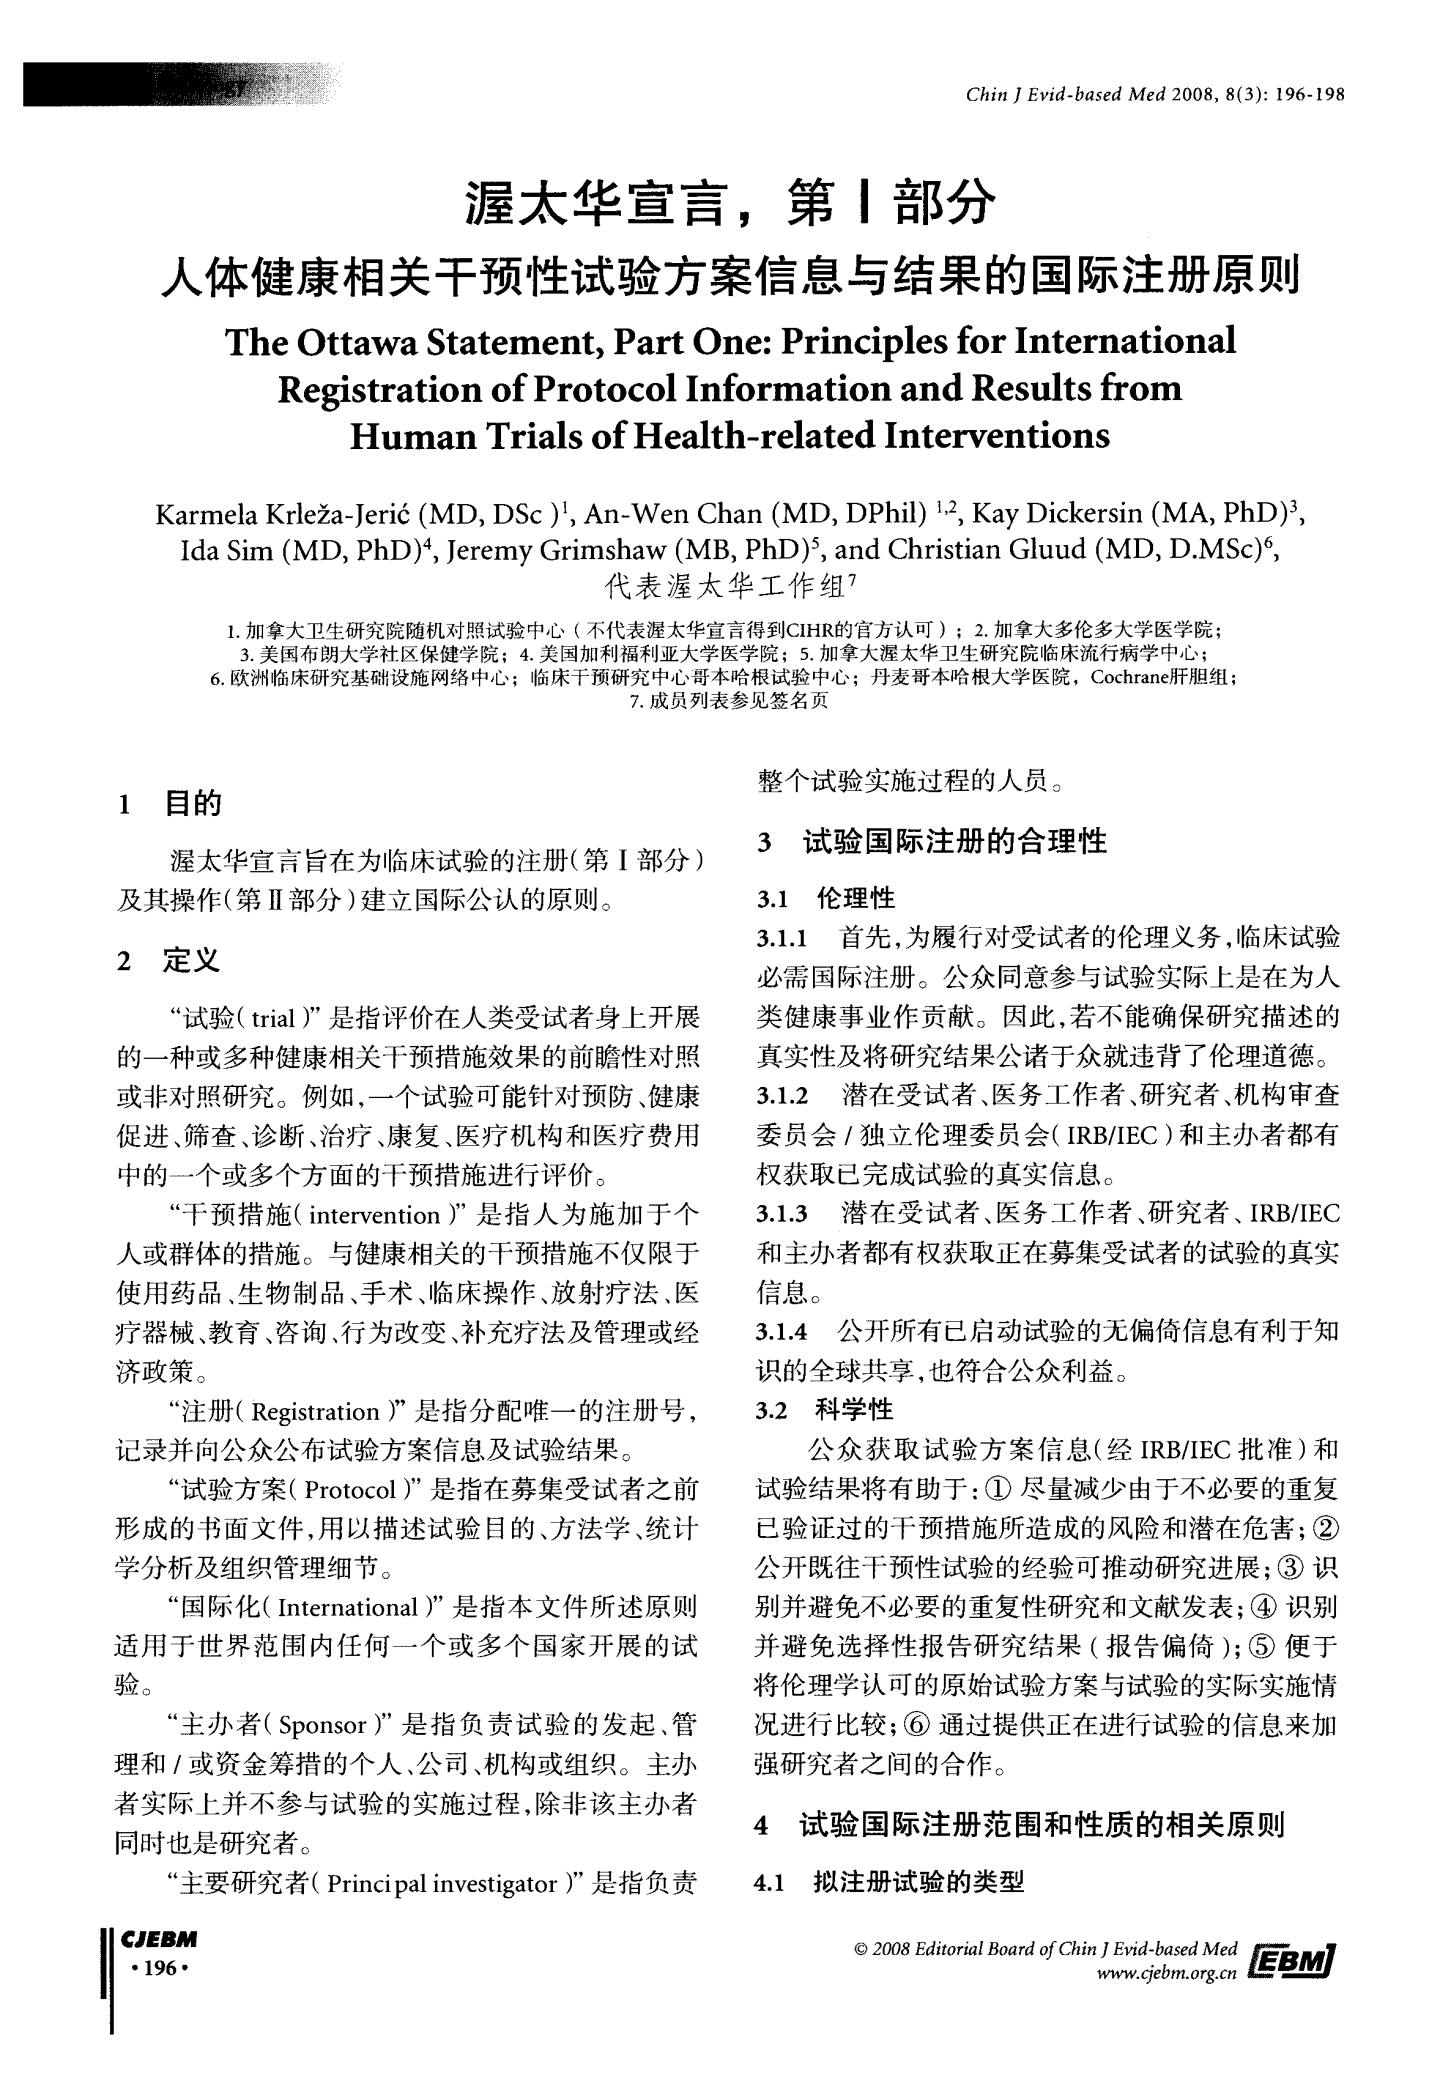 Chin J Evid-based Med 2008, 8(3): 196-198
渥太华宣言，第Ⅰ部分
人体健康相关干预性试验方案信息与结果的国际注册原则
The Ottawa Statement, Part One: Principles for International
Registration of Protocol Information and Results from
Human Trials of Health-related Interventions
Karmela Krleža-Jerić (MD, DSc )¹, An-Wen Chan (MD, DPhil) ¹,², Kay Dickersin (MA, PhD)³,
Ida Sim (MD, PhD)⁴, Jeremy Grimshaw (MB, PhD)⁵, and Christian Gluud (MD, D.MSc)⁶,
代表渥太华工作组⁷
1. 加拿大卫生研究院随机对照试验中心（不代表渥太华宣言得到CIHR的官方认可）；2. 加拿大多伦多大学医学院；
3. 美国布朗大学社区保健学院；4. 美国加利福利亚大学医学院；5. 加拿大渥太华卫生研究院临床流行病学中心；
6. 欧洲临床研究基础设施网络中心；临床干预研究中心哥本哈根试验中心；丹麦哥本哈根大学医院，Cochrane肝胆组；
7. 成员列表参见签名页
1 目的
渥太华宣言旨在为临床试验的注册(第Ⅰ部分)
及其操作(第Ⅱ部分)建立国际公认的原则。
2 定义
“试验( trial )”是指评价在人类受试者身上开展
的一种或多种健康相关干预措施效果的前瞻性对照
或非对照研究。例如,一个试验可能针对预防、健康
促进、筛查、诊断、治疗、康复、医疗机构和医疗费用
中的一个或多个方面的干预措施进行评价。
“干预措施( intervention )”是指人为施加于个
人或群体的措施。与健康相关的干预措施不仅限于
使用药品、生物制品、手术、临床操作、放射疗法、医
疗器械、教育、咨询、行为改变、补充疗法及管理或经
济政策。
“注册( Registration )”是指分配唯一的注册号,
记录并向公众公布试验方案信息及试验结果。
“试验方案( Protocol )”是指在募集受试者之前
形成的书面文件,用以描述试验目的、方法学、统计
学分析及组织管理细节。
“国际化( International )”是指本文件所述原则
适用于世界范围内任何一个或多个国家开展的试
验。
“主办者( Sponsor )”是指负责试验的发起、管
理和 / 或资金筹措的个人、公司、机构或组织。主办
者实际上并不参与试验的实施过程,除非该主办者
同时也是研究者。
“主要研究者( Principal investigator )”是指负责
整个试验实施过程的人员。
3 试验国际注册的合理性
3.1 伦理性
3.1.1 首先,为履行对受试者的伦理义务,临床试验
必需国际注册。公众同意参与试验实际上是在为人
类健康事业作贡献。因此,若不能确保研究描述的
真实性及将研究结果公诸于众就违背了伦理道德。
3.1.2 潜在受试者、医务工作者、研究者、机构审查
委员会 / 独立伦理委员会( IRB/IEC )和主办者都有
权获取已完成试验的真实信息。
3.1.3 潜在受试者、医务工作者、研究者、IRB/IEC
和主办者都有权获取正在募集受试者的试验的真实
信息。
3.1.4 公开所有已启动试验的无偏倚信息有利于知
识的全球共享,也符合公众利益。
3.2 科学性
公众获取试验方案信息(经 IRB/IEC 批准)和
试验结果将有助于:① 尽量减少由于不必要的重复
已验证过的干预措施所造成的风险和潜在危害;②
公开既往干预性试验的经验可推动研究进展;③ 识
别并避免不必要的重复性研究和文献发表;④ 识别
并避免选择性报告研究结果 ( 报告偏倚 );⑤ 便于
将伦理学认可的原始试验方案与试验的实际实施情
况进行比较;⑥ 通过提供正在进行试验的信息来加
强研究者之间的合作。
4 试验国际注册范围和性质的相关原则
4.1 拟注册试验的类型
CJEBM
• 196 •
© 2008 Editorial Board of Chin J Evid-based Med
www.cjebm.org.cn
EBM